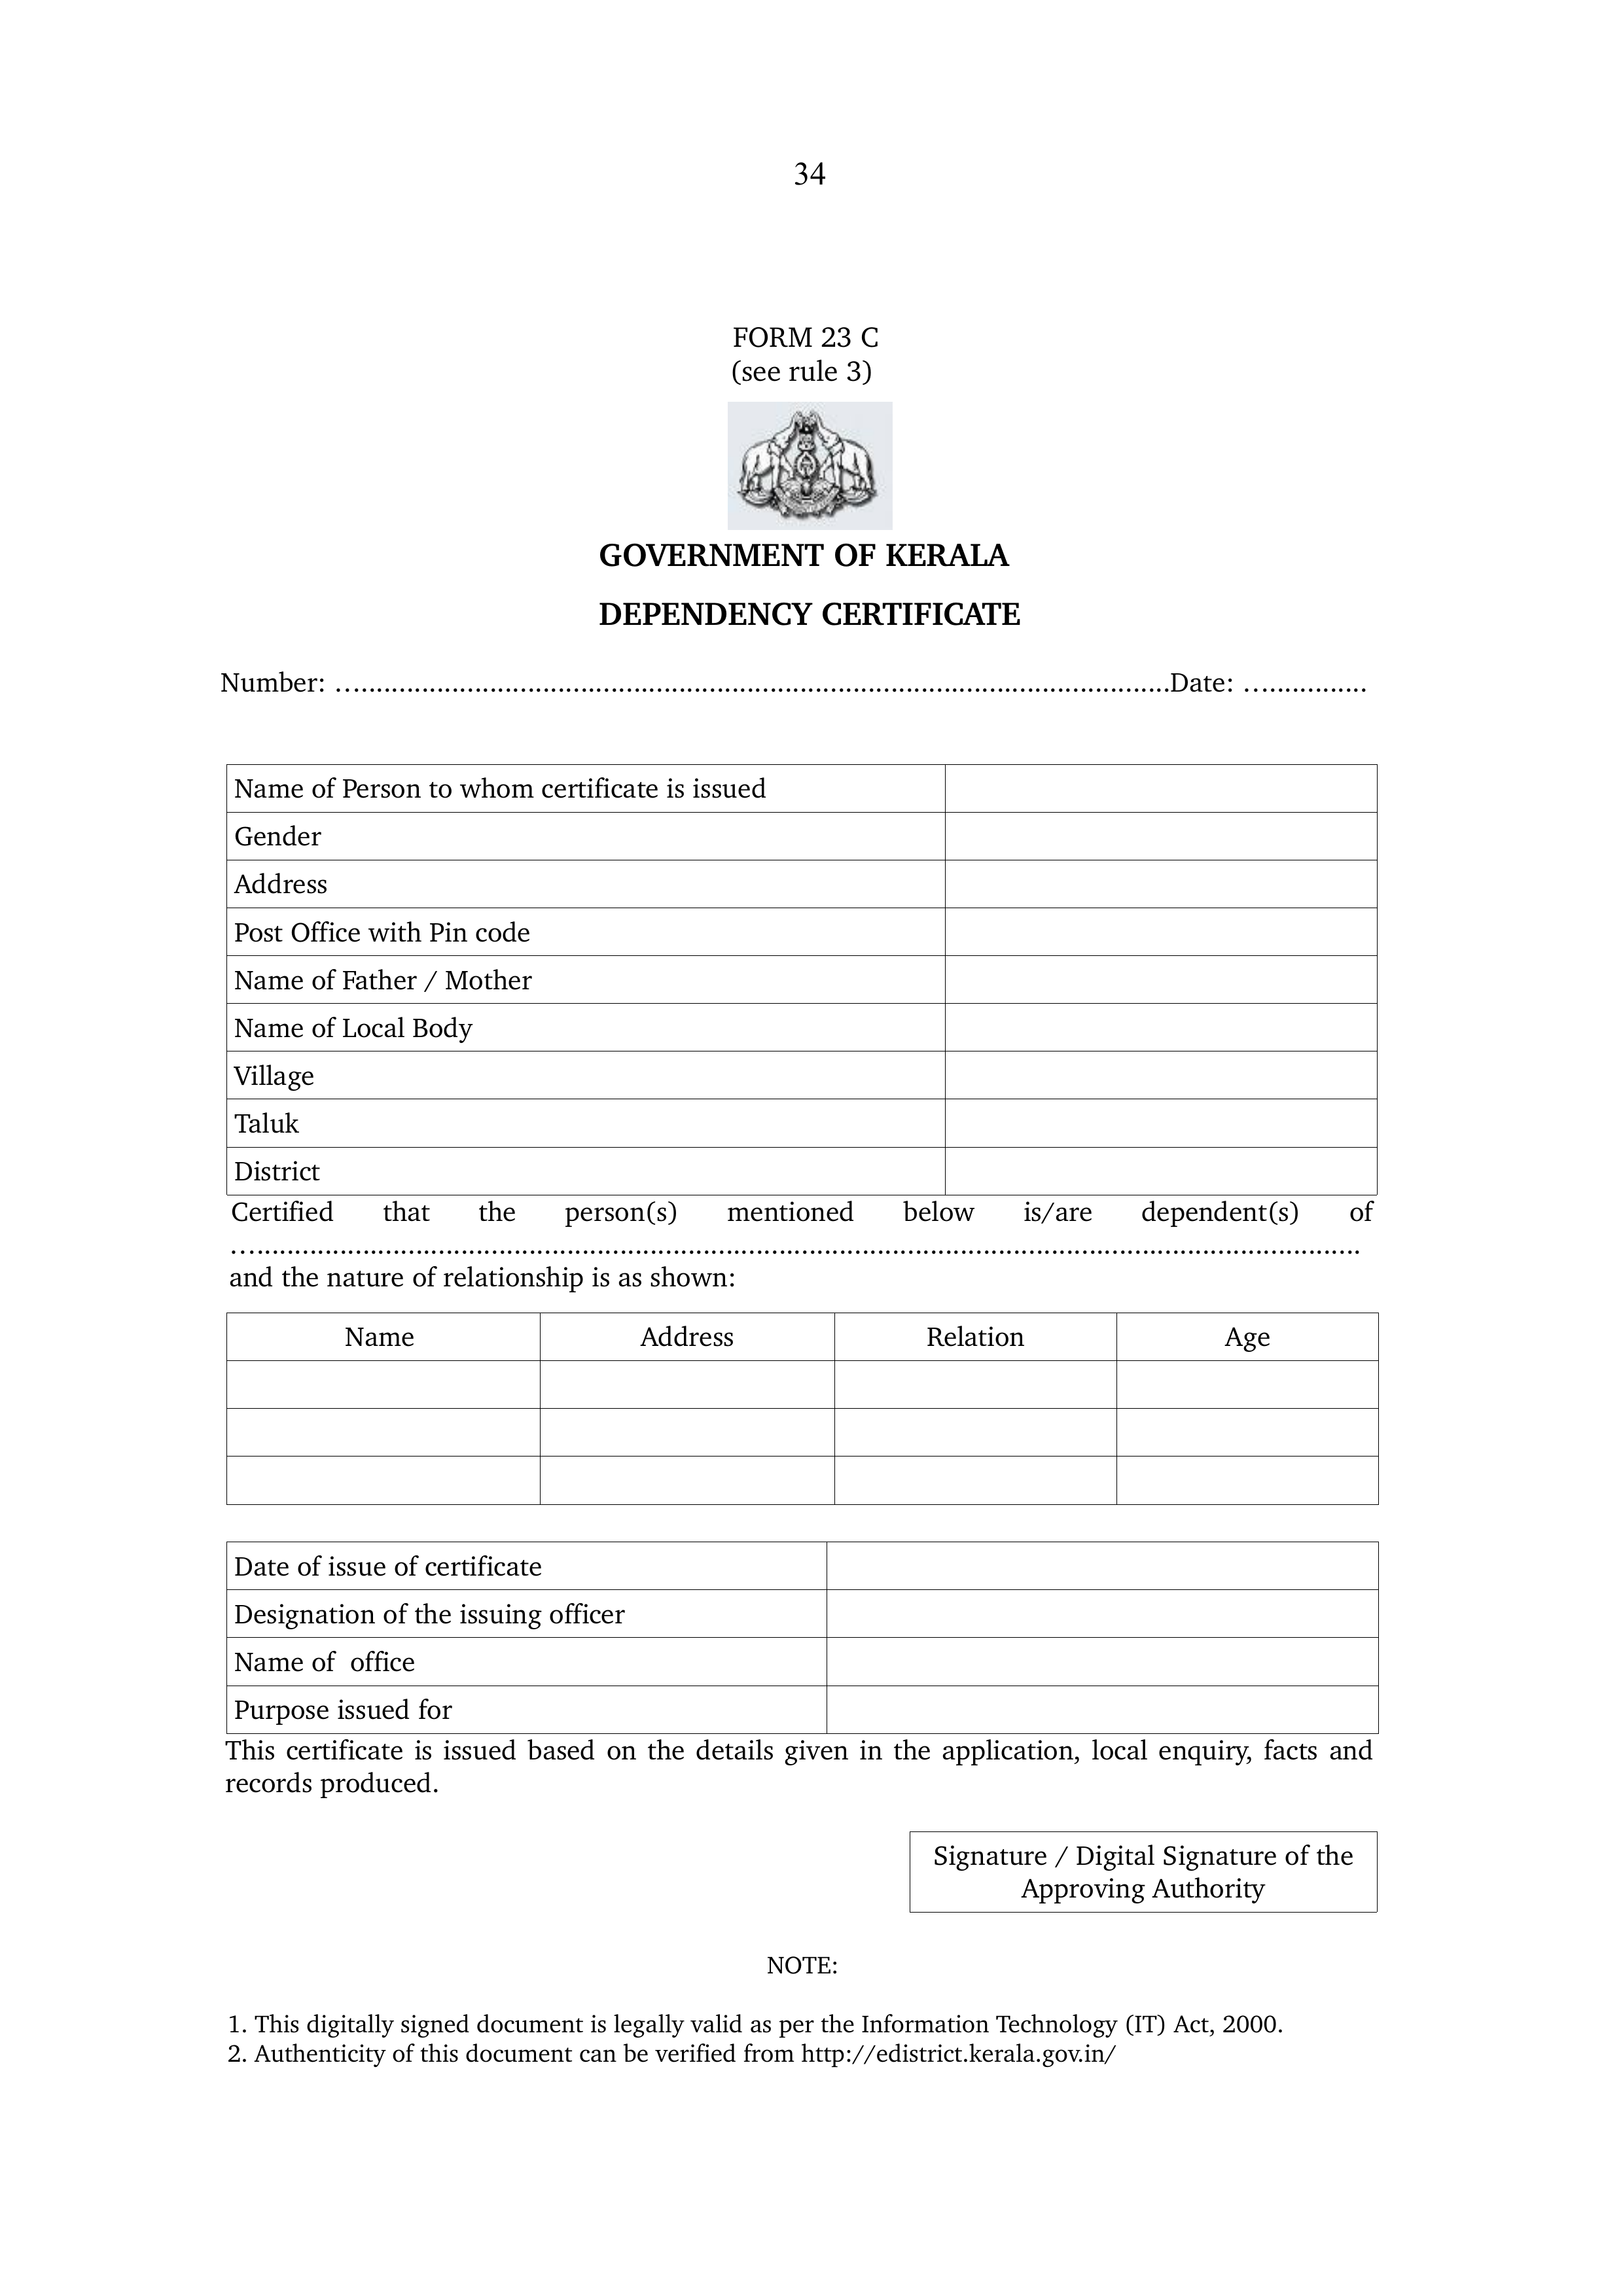 34
FORM 23 C
(see rule 3)
GOVERNMENT OF KERALA
DEPENDENCY CERTIFICATE
Number: ….............................................................................................................Date: …..............
Name of Person to whom certificate is issued
Gender
Address
Post Office with Pin code
Name of Father / Mother
Name of Local Body
Village
Taluk
District
Certified that the person(s) mentioned below is/are dependent(s) of
…....................................................................................................................................................
and the nature of relationship is as shown:
Name Address Relation Age
Date of issue of certificate
Designation of the issuing officer
Name of  office
Purpose issued for
This certificate is issued based on the details given in the application, local enquiry, facts and
records produced.
Signature / Digital Signature of the
Approving Authority
NOTE:
1. This digitally signed document is legally valid as per the Information Technology (IT) Act, 2000.
2. Authenticity of this document can be verified from http://edistrict.kerala.gov.in/